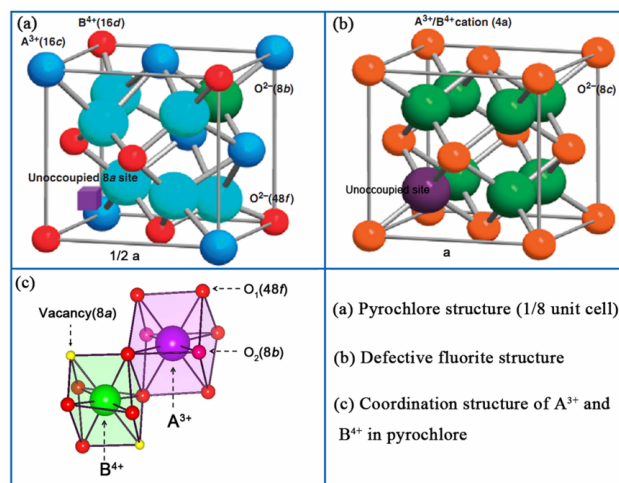 (a)
B⁴⁺(16d)
A³⁺(16c)
O²⁻(8b)
Unoccoupied 8a site
O²⁻(48f)
1/2 a
(b)
A³⁺/B⁴⁺cation (4a)
O²⁻(8c)
Unoccoupied site
a
(c)
O₁(48f)
Vacancy(8a)
O₂(8b)
A³⁺
B⁴⁺
(a) Pyrochlore structure (1/8 unit cell)
(b) Defective fluorite structure
(c) Coordination structure of A³⁺ and
B⁴⁺ in pyrochlore